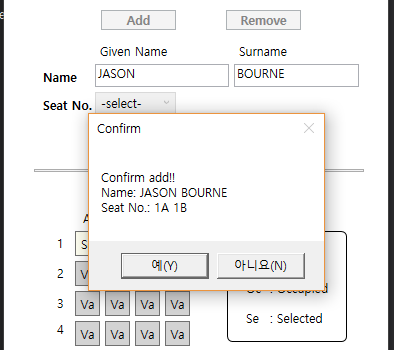 Add Remove
Given Name Surname
Name JASON BOURNE
Seat No. -select-
Confirm
Confirm add!!
Name: JASON BOURNE
Seat No.: 1A 1B
예(Y) 아니요(N)
1
2
: Occupied
3 Va Va Va Va
Se : Selected
4 Va Va Va Va